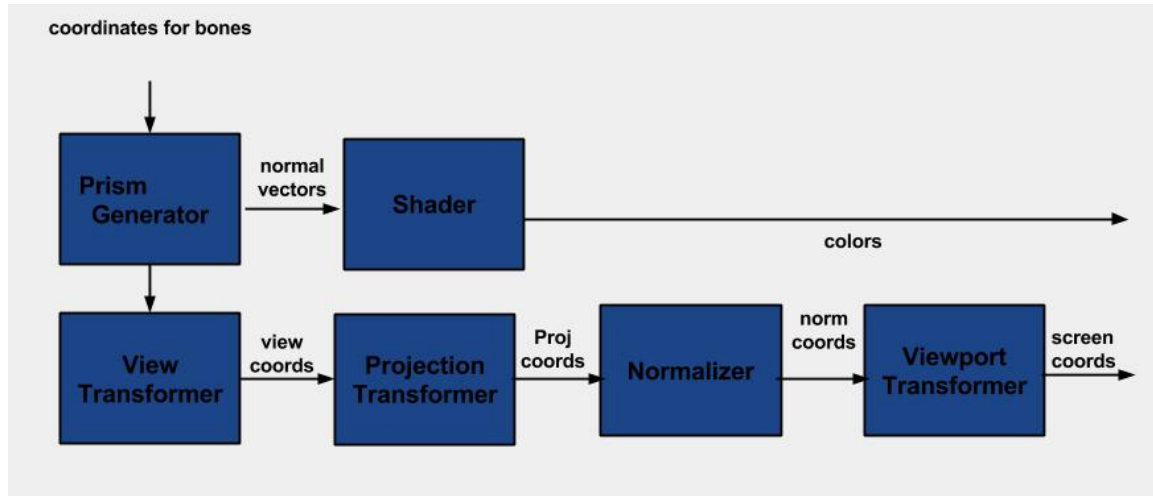 coordinates for bones
Prism
Generator
normal
vectors
Shader
colors
View
Transformer
view
coords
Projection
Transformer
Proj
coords
Normalizer
norm
coords
Viewport
Transformer
screen
coords